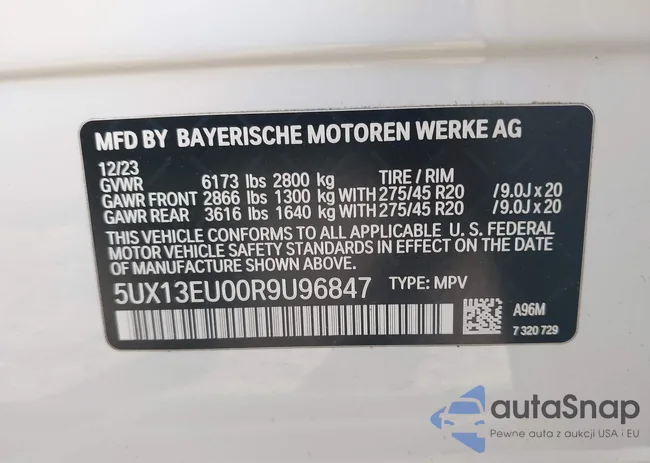 MFD BY BAYERISCHE MOTOREN WERKE AG
12/23
GVWR 6173 lbs 2800 kg TIRE / RIM
GAWR FRONT 2866 lbs 1300 kg WITH 275/45 R20 / 9.0J x 20
GAWR REAR 3616 lbs 1640 kg WITH 275/45 R20 / 9.0J x 20
THIS VEHICLE CONFORMS TO ALL APPLICABLE U. S. FEDERAL
MOTOR VEHICLE SAFETY STANDARDS IN EFFECT ON THE DATE
OF MANUFACTURE SHOWN ABOVE.
5UX13EU00R9U96847 TYPE: MPV
A96M
7 320 729
autaSnap
Pewne auta z aukcji USA i EU